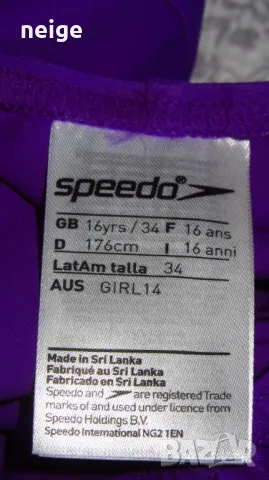 neige
speedo
GB 16yrs / 34 F 16 ans
D 176cm I 16 anni
LatAm talla 34
AUS GIRL14
Made in Sri Lanka
Fabriqué au Sri Lanka
Fabricado en Sri Lanka
Speedo and are registered Trade
marks of and used under licence from
Speedo Holdings B.V.
Speedo International NG2 1EN
BAZAR